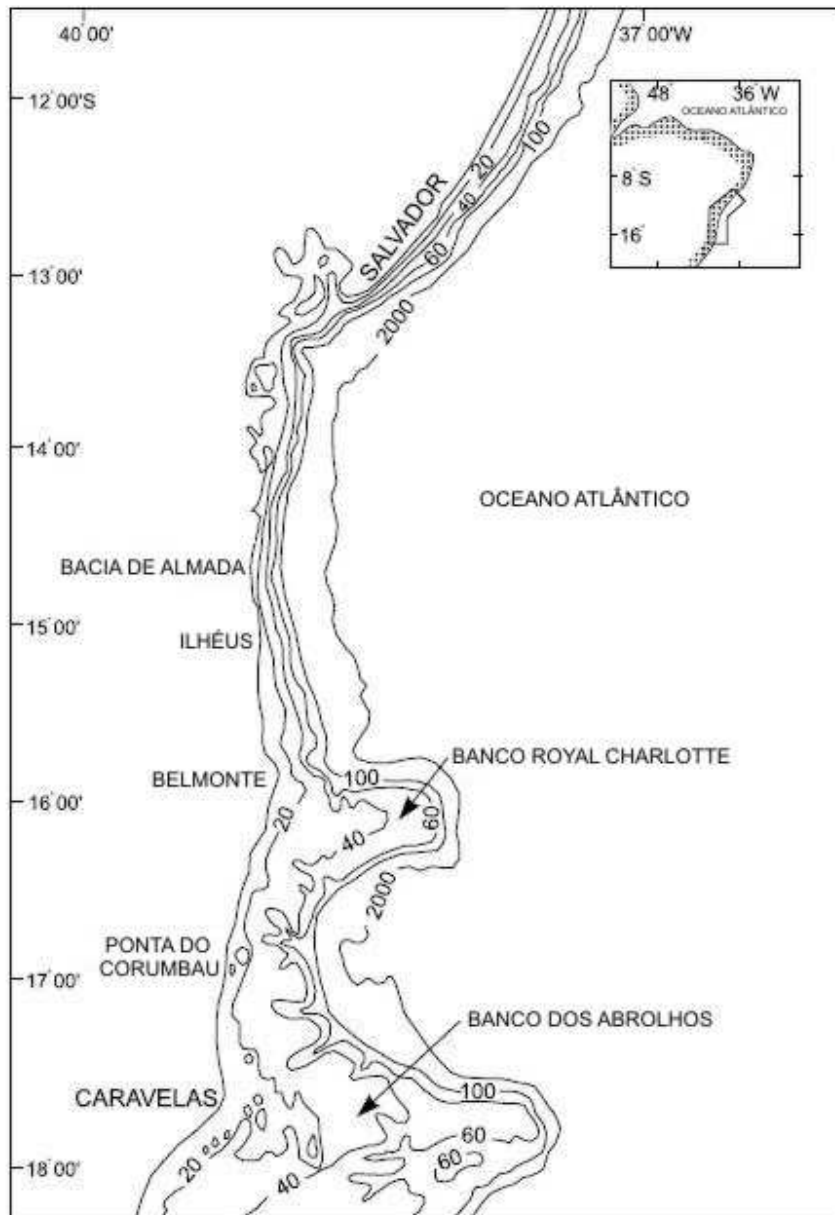 40°00'
37°00'W
12°00'S
48°
36°W
OCEANO ATLÂNTICO
8°S
16°
20
100
40
60
SALVADOR
13°00'
2000
14°00'
OCEANO ATLÂNTICO
BACIA DE ALMADA
15°00'
ILHÉUS
BANCO ROYAL CHARLOTTE
BELMONTE
100
16°00'
20
60
40
2000
PONTA DO
CORUMBAU
17°00'
BANCO DOS ABROLHOS
CARAVELAS
100
60
20
60
18°00'
40